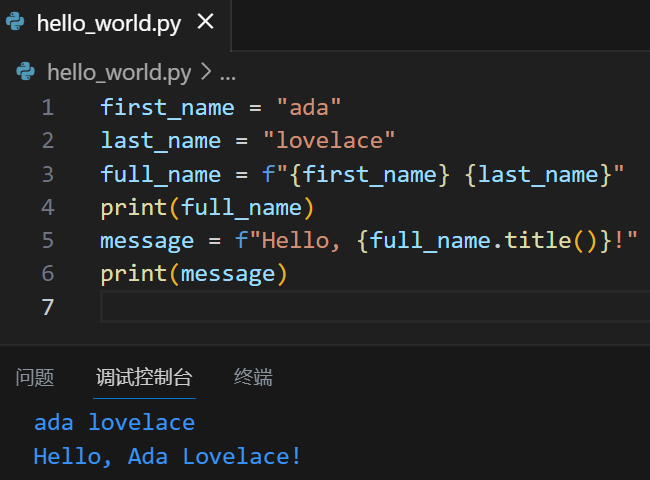 hello_world.py ×
hello_world.py > ...
1 first_name = "ada"
2 last_name = "lovelace"
3 full_name = f"{first_name} {last_name}"
4 print(full_name)
5 message = f"Hello, {full_name.title()}!"
6 print(message)
7
问题 调试控制台 终端
ada lovelace
Hello, Ada Lovelace!